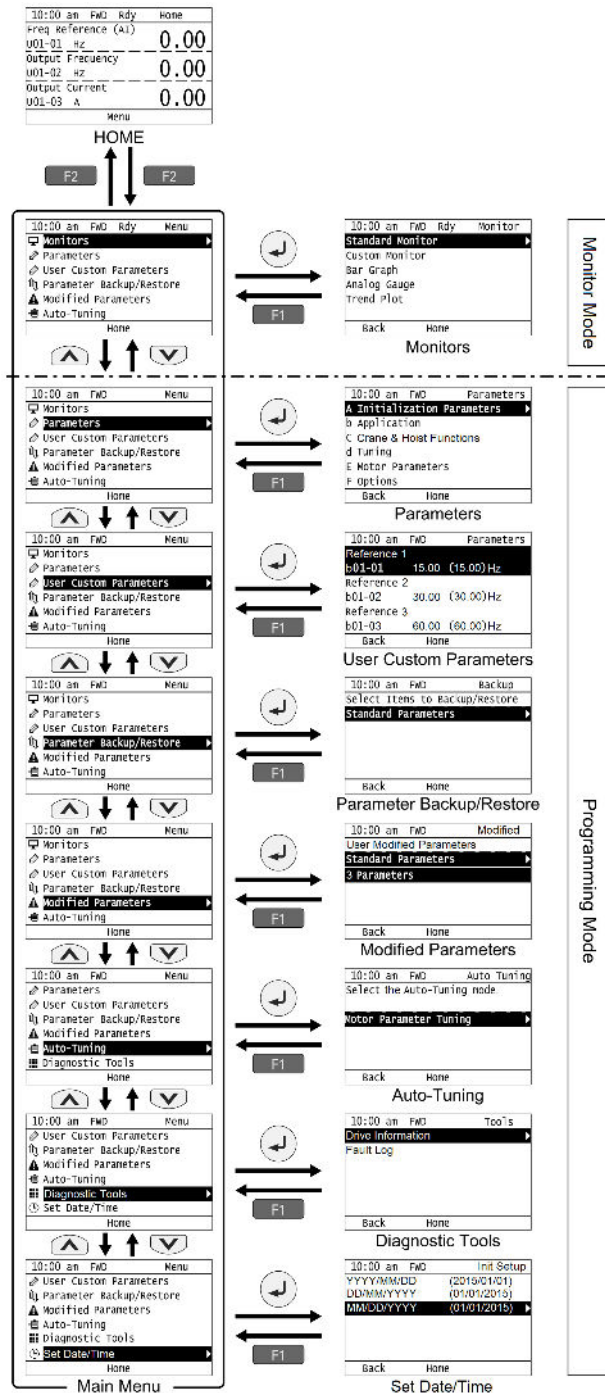 10:00 am FWD Rdy Home
Freq Reference (AI)
U01-01 Hz 0.00
Output Frequency
U01-02 Hz 0.00
Output Current
U01-03 A 0.00
Menu
HOME
F2 F2
10:00 am FWD Rdy Menu
Monitors
Parameters
User Custom Parameters
Parameter Backup/Restore
Modified Parameters
Auto-Tuning
Home
F1
10:00 am FWD Rdy Monitor
Standard Monitor
Custom Monitor
Bar Graph
Analog Gauge
Trend Plot
Back Home
Monitors
Monitor Mode
10:00 am FWD Menu
Monitors
Parameters
User Custom Parameters
Parameter Backup/Restore
Modified Parameters
Auto-Tuning
Home
F1
10:00 am FWD Parameters
A Initialization Parameters
b Application
C Crane & Hoist Functions
d Tuning
E Motor Parameters
F Options
Back Home
Parameters
10:00 am FWD Menu
Monitors
Parameters
User Custom Parameters
Parameter Backup/Restore
Modified Parameters
Auto-Tuning
Home
F1
10:00 am FWD Parameters
Reference 1
b01-01 15.00 (15.00)Hz
Reference 2
b01-02 30.00 (30.00)Hz
Reference 3
b01-03 60.00 (60.00)Hz
Back Home
User Custom Parameters
10:00 am FWD Menu
Monitors
Parameters
User Custom Parameters
Parameter Backup/Restore
Modified Parameters
Auto-Tuning
Home
F1
10:00 am FWD Backup
Select Items to Backup/Restore
Standard Parameters
Back Home
Parameter Backup/Restore
10:00 am FWD Menu
Monitors
Parameters
User Custom Parameters
Parameter Backup/Restore
Modified Parameters
Auto-Tuning
Home
F1
10:00 am FWD Modified
User Modified Parameters
Standard Parameters
3 Parameters
Back Home
Modified Parameters
10:00 am FWD Menu
Parameters
User Custom Parameters
Parameter Backup/Restore
Modified Parameters
Auto-Tuning
Diagnostic Tools
Home
F1
10:00 am FWD Auto Tuning
Select the Auto-Tuning mode.
Motor Parameter Tuning
Back Home
Auto-Tuning
10:00 am FWD Menu
User Custom Parameters
Parameter Backup/Restore
Modified Parameters
Auto-Tuning
Diagnostic Tools
Set Date/Time
Home
F1
10:00 am FWD Tools
Drive Information
Fault Log
Back Home
Diagnostic Tools
10:00 am FWD Menu
User Custom Parameters
Parameter Backup/Restore
Modified Parameters
Auto-Tuning
Diagnostic Tools
Set Date/Time
Home
F1
10:00 am FWD Init Setup
YYYY/MM/DD (2015/01/01)
DD/MM/YYYY (01/01/2015)
MM/DD/YYYY (01/01/2015)
Back Home
Set Date/Time
Main Menu
Programming Mode